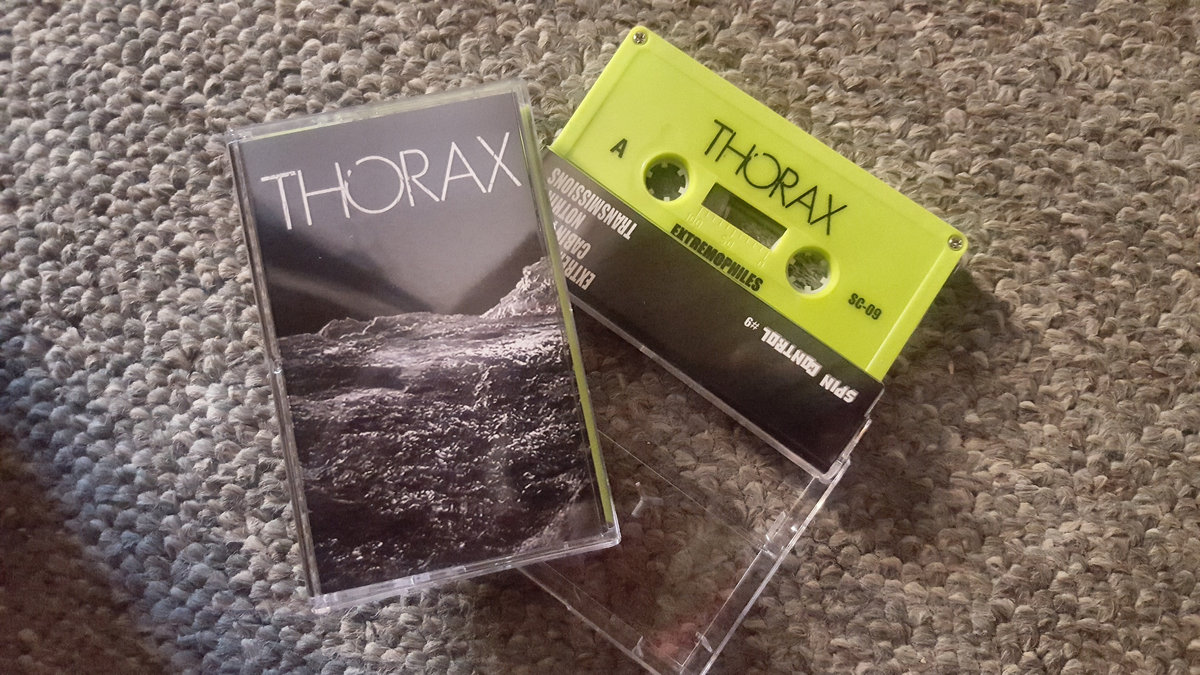 THORAX
A
THORAX
EXTREMOPHILES
SC-09
TRANSMISSIONS
SPIN CONTROL #9